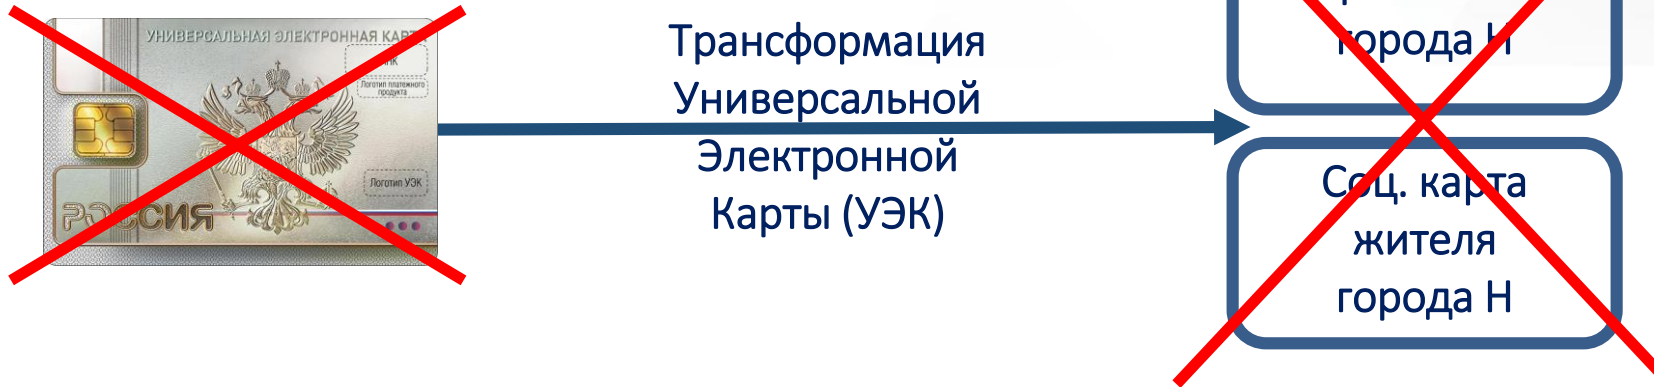 УНИВЕРСАЛЬНАЯ ЭЛЕКТРОННАЯ КАРТА
Логотип платежного
продукта
Логотип УЭК
РОССИЯ
Трансформация
Универсальной
Электронной
Карты (УЭК)
города Н
Соц. карта
жителя
города Н